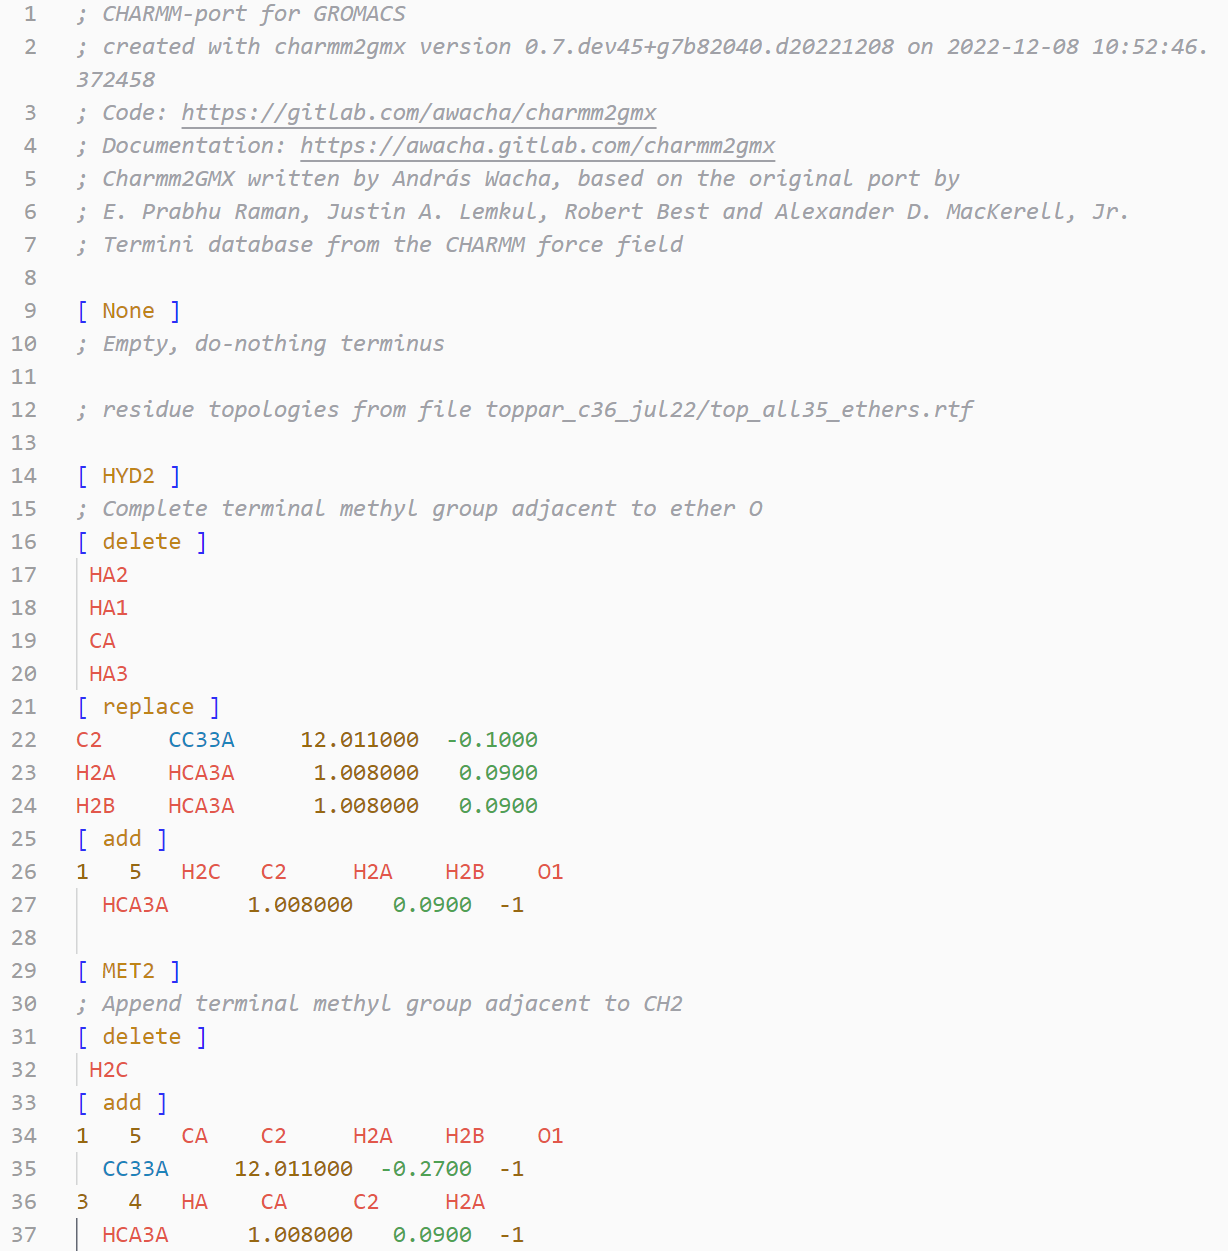 1 ; CHARMM-port for GROMACS
2 ; created with charmm2gmx version 0.7.dev45+g7b82040.d20221208 on 2022-12-08 10:52:46.
372458
3 ; Code: https://gitlab.com/awacha/charmm2gmx
4 ; Documentation: https://awacha.gitlab.com/charmm2gmx
5 ; Charmm2GMX written by András Wacha, based on the original port by
6 ; E. Prabhu Raman, Justin A. Lemkul, Robert Best and Alexander D. MacKerell, Jr.
7 ; Termini database from the CHARMM force field
8
9 [ None ]
10 ; Empty, do-nothing terminus
11
12 ; residue topologies from file toppar_c36_jul22/top_all35_ethers.rtf
13
14 [ HYD2 ]
15 ; Complete terminal methyl group adjacent to ether O
16 [ delete ]
17 HA2
18 HA1
19 CA
20 HA3
21 [ replace ]
22 C2 CC33A 12.011000 -0.1000
23 H2A HCA3A 1.008000 0.0900
24 H2B HCA3A 1.008000 0.0900
25 [ add ]
26 1 5 H2C C2 H2A H2B O1
27 HCA3A 1.008000 0.0900 -1
28
29 [ MET2 ]
30 ; Append terminal methyl group adjacent to CH2
31 [ delete ]
32 H2C
33 [ add ]
34 1 5 CA C2 H2A H2B O1
35 CC33A 12.011000 -0.2700 -1
36 3 4 HA CA C2 H2A
37 HCA3A 1.008000 0.0900 -1